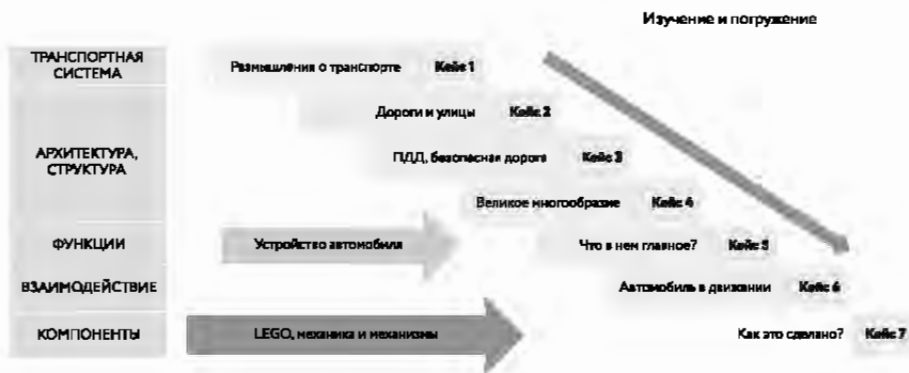 Изучение и погружение
ТРАНСПОРТНАЯ
СИСТЕМА
Размышления о транспорте Кейс 1
Дороги и улицы Кейс 2
АРХИТЕКТУРА,
СТРУКТУРА
ПДД, безопасная дорога Кейс 3
Великое многообразие Кейс 4
ФУНКЦИИ
Устройство автомобиля
Что в нем главное? Кейс 5
ВЗАИМОДЕЙСТВИЕ
Автомобиль в движении Кейс 6
КОМПОНЕНТЫ
LEGO, механика и механизмы
Как это сделано? Кейс 7